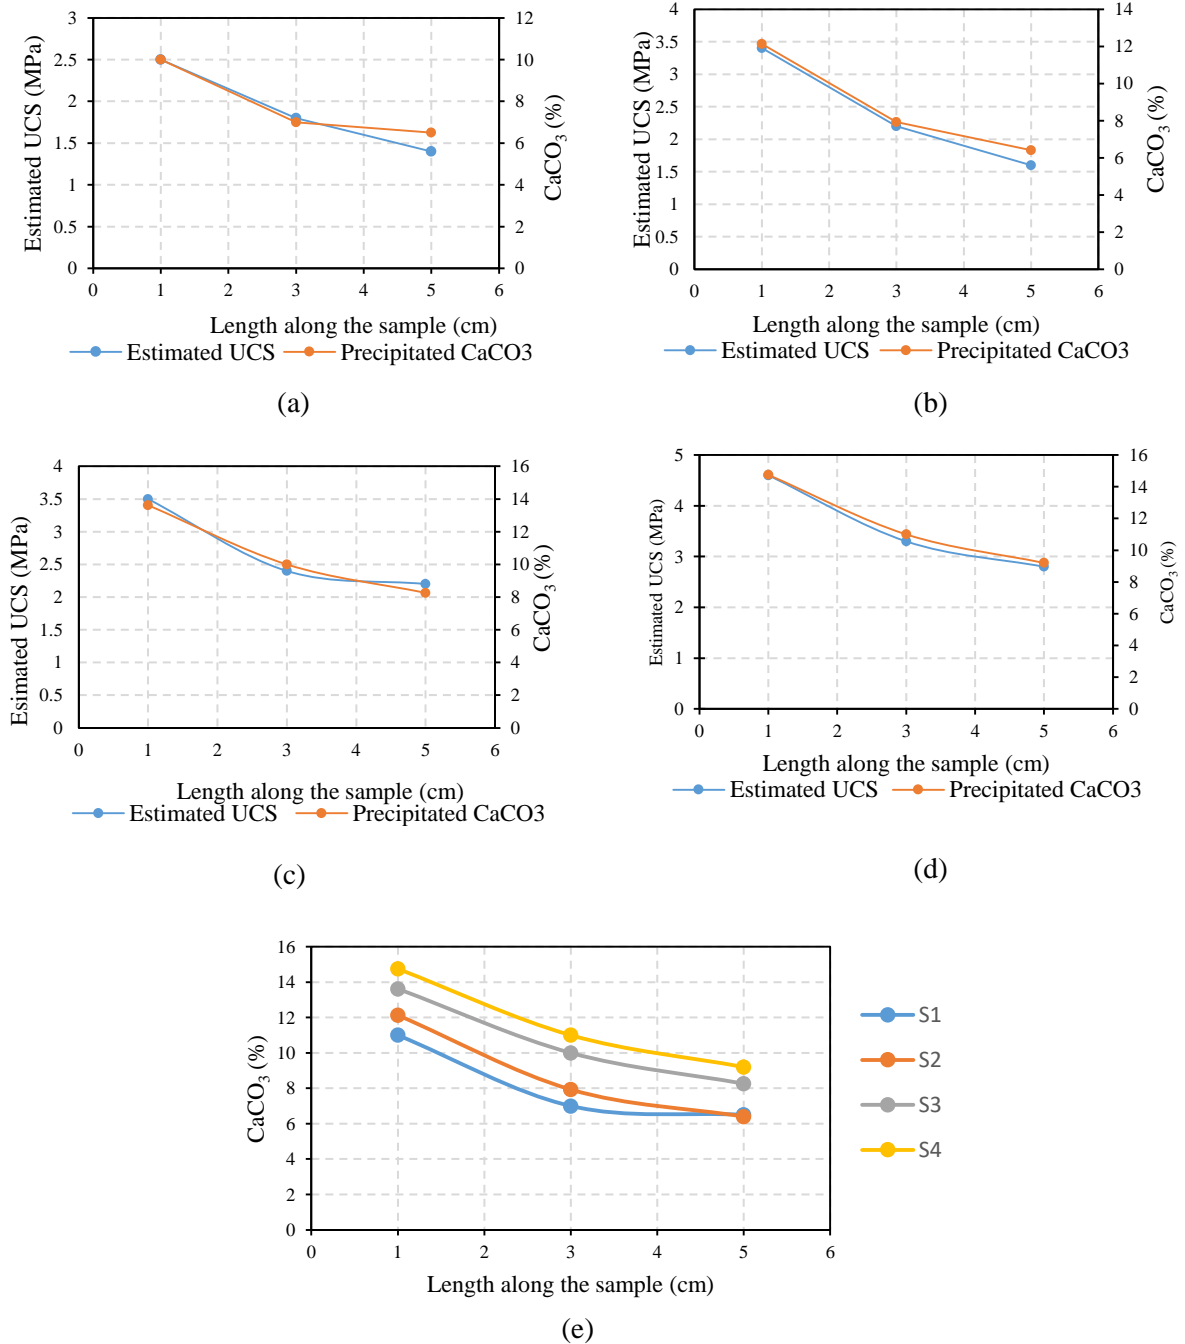 3
2.5
2
1.5
1
0.5
0
12
10
8
6
4
2
0
0 1 2 3 4 5 6
Estimated UCS (MPa)
CaCO3 (%)
Length along the sample (cm)
Estimated UCS Precipitated CaCO3
(a)
4
3.5
3
2.5
2
1.5
1
0.5
0
14
12
10
8
6
4
2
0
0 1 2 3 4 5 6
Estimated UCS (MPa)
CaCO3 (%)
Length along the sample (cm)
Estimated UCS Precipitated CaCO3
(b)
4
3.5
3
2.5
2
1.5
1
0.5
0
16
14
12
10
8
6
4
2
0
0 1 2 3 4 5 6
Esimated UCS (MPa)
CaCO3 (%)
Length along the sample (cm)
Estimated UCS Precipitated CaCO3
(c)
5
4
3
2
1
0
16
14
12
10
8
6
4
2
0
0 1 2 3 4 5 6
Estimated UCS (MPa)
CaCO3 (%)
Length along the sample (cm)
Estimated UCS Precipitated CaCO3
(d)
16
14
12
10
8
6
4
2
0
0 1 2 3 4 5 6
CaCO3 (%)
Length along the sample (cm)
S1
S2
S3
S4
(e)